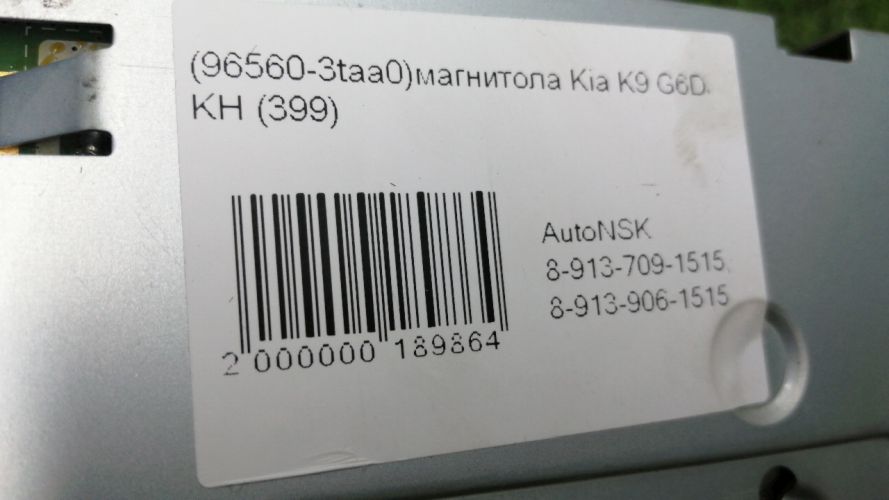 (96560-3taa0)магнитола Kia K9 G6D
KH (399)
AutoNSK
8-913-709-1515,
8-913-906-1515
2 000000 189864